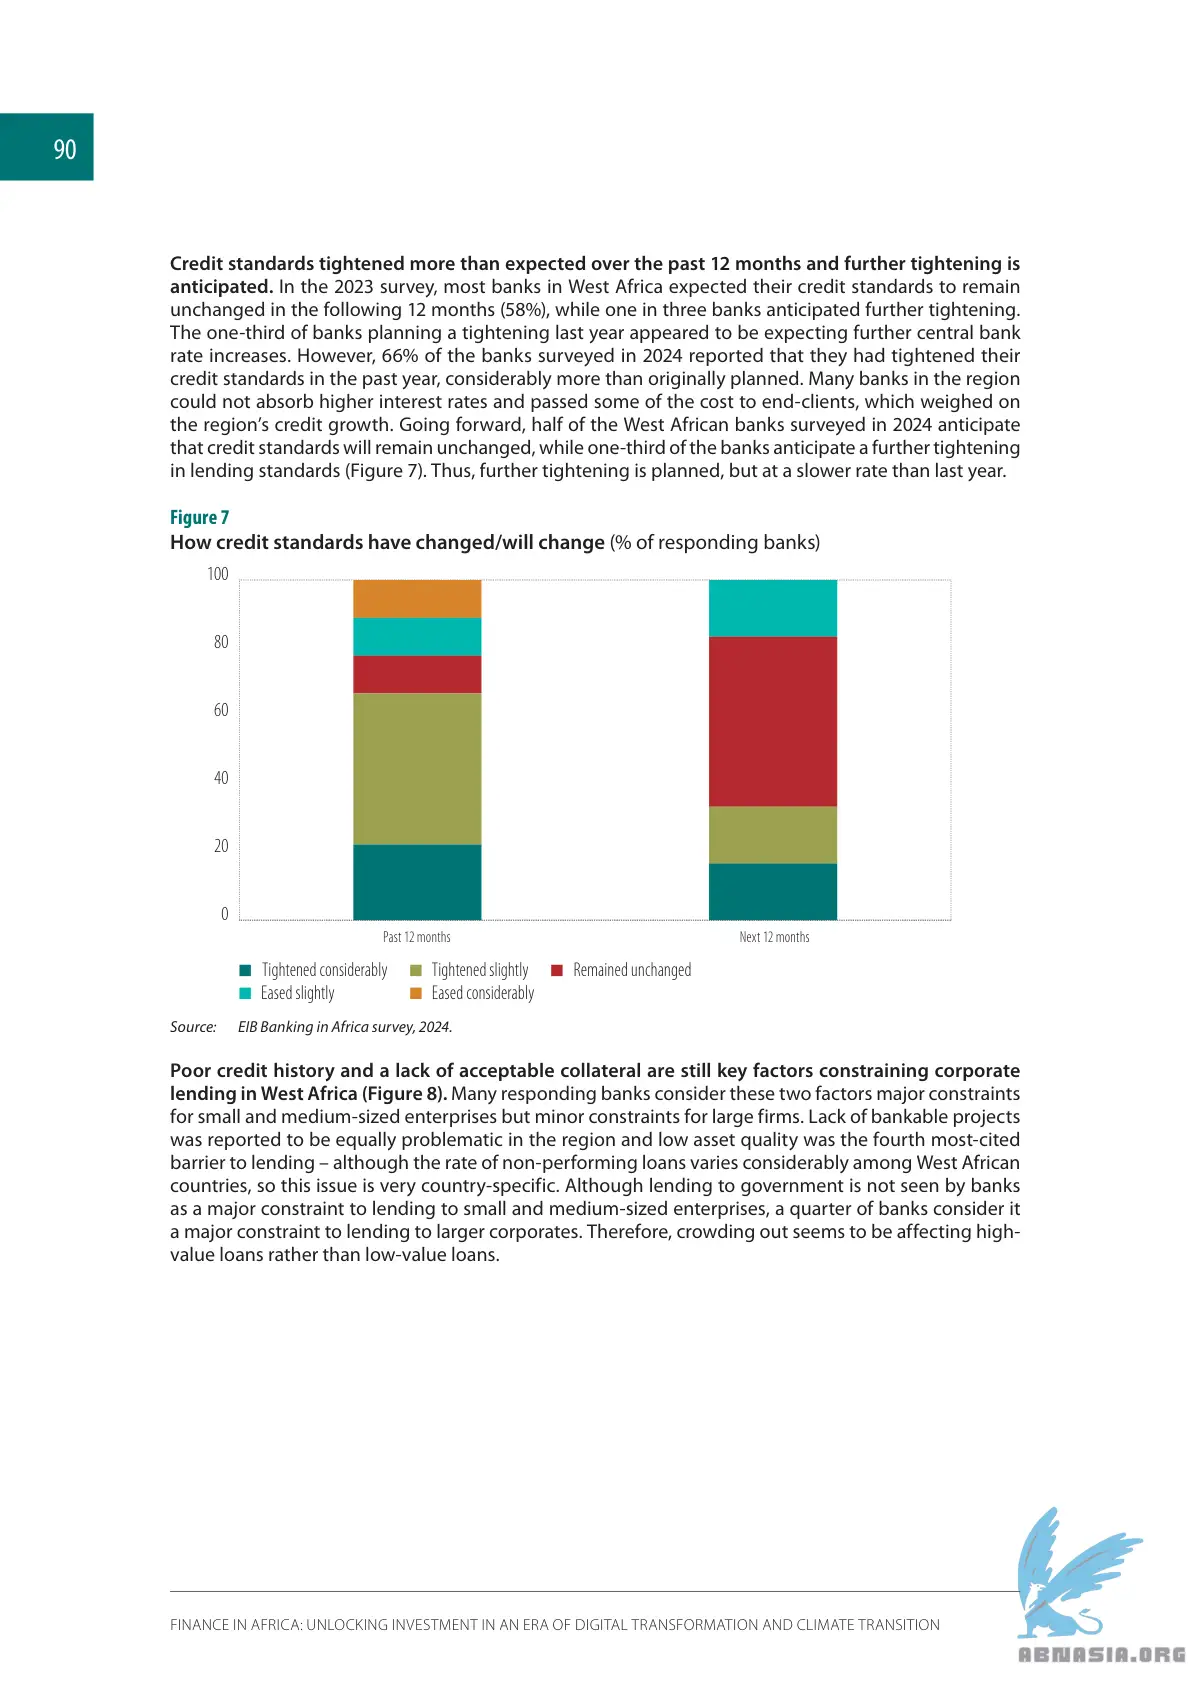 90
Credit standards tightened more than expected over the past 12 months and further tightening is
anticipated. In the 2023 survey, most banks in West Africa expected their credit standards to remain
unchanged in the following 12 months (58%), while one in three banks anticipated further tightening.
The one-third of banks planning a tightening last year appeared to be expecting further central bank
rate increases. However, 66% of the banks surveyed in 2024 reported that they had tightened their
credit standards in the past year, considerably more than originally planned. Many banks in the region
could not absorb higher interest rates and passed some of the cost to end-clients, which weighed on
the region’s credit growth. Going forward, half of the West African banks surveyed in 2024 anticipate
that credit standards will remain unchanged, while one-third of the banks anticipate a further tightening
in lending standards (Figure 7). Thus, further tightening is planned, but at a slower rate than last year.
Figure 7
How credit standards have changed/will change (% of responding banks)
100
80
60
40
20
0
Past 12 months
Next 12 months
Tightened considerably
Tightened slightly
Remained unchanged
Eased slightly
Eased considerably
Source: EIB Banking in Africa survey, 2024.
Poor credit history and a lack of acceptable collateral are still key factors constraining corporate
lending in West Africa (Figure 8). Many responding banks consider these two factors major constraints
for small and medium-sized enterprises but minor constraints for large firms. Lack of bankable projects
was reported to be equally problematic in the region and low asset quality was the fourth most-cited
barrier to lending – although the rate of non-performing loans varies considerably among West African
countries, so this issue is very country-specific. Although lending to government is not seen by banks
as a major constraint to lending to small and medium-sized enterprises, a quarter of banks consider it
a major constraint to lending to larger corporates. Therefore, crowding out seems to be affecting high-
value loans rather than low-value loans.
FINANCE IN AFRICA: UNLOCKING INVESTMENT IN AN ERA OF DIGITAL TRANSFORMATION AND CLIMATE TRANSITION
ABNASIA.ORG